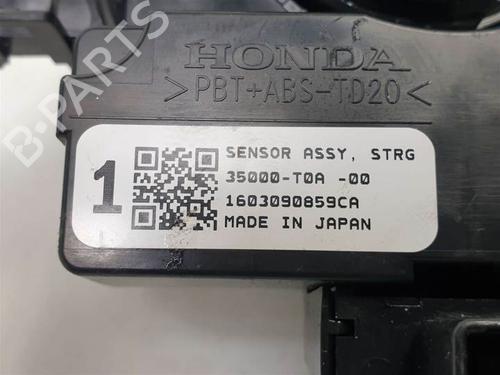 HONDA
>PBT+ABS-TD20<
1
SENSOR ASSY, STRG
35000-T0A -00
1603090859CA
MADE IN JAPAN
B-PARTS